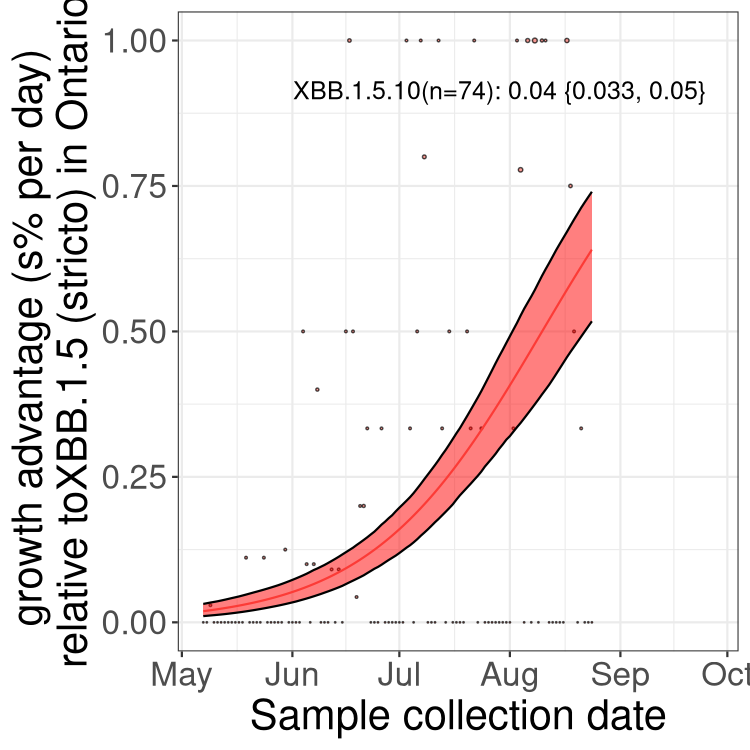 growth advantage (s% per day)
relative toXBB.1.5 (stricto) in Ontario
1.00
0.75
0.50
0.25
0.00
XBB.1.5.10(n=74): 0.04 {0.033, 0.05}
May Jun Jul Aug Sep Oct
Sample collection date